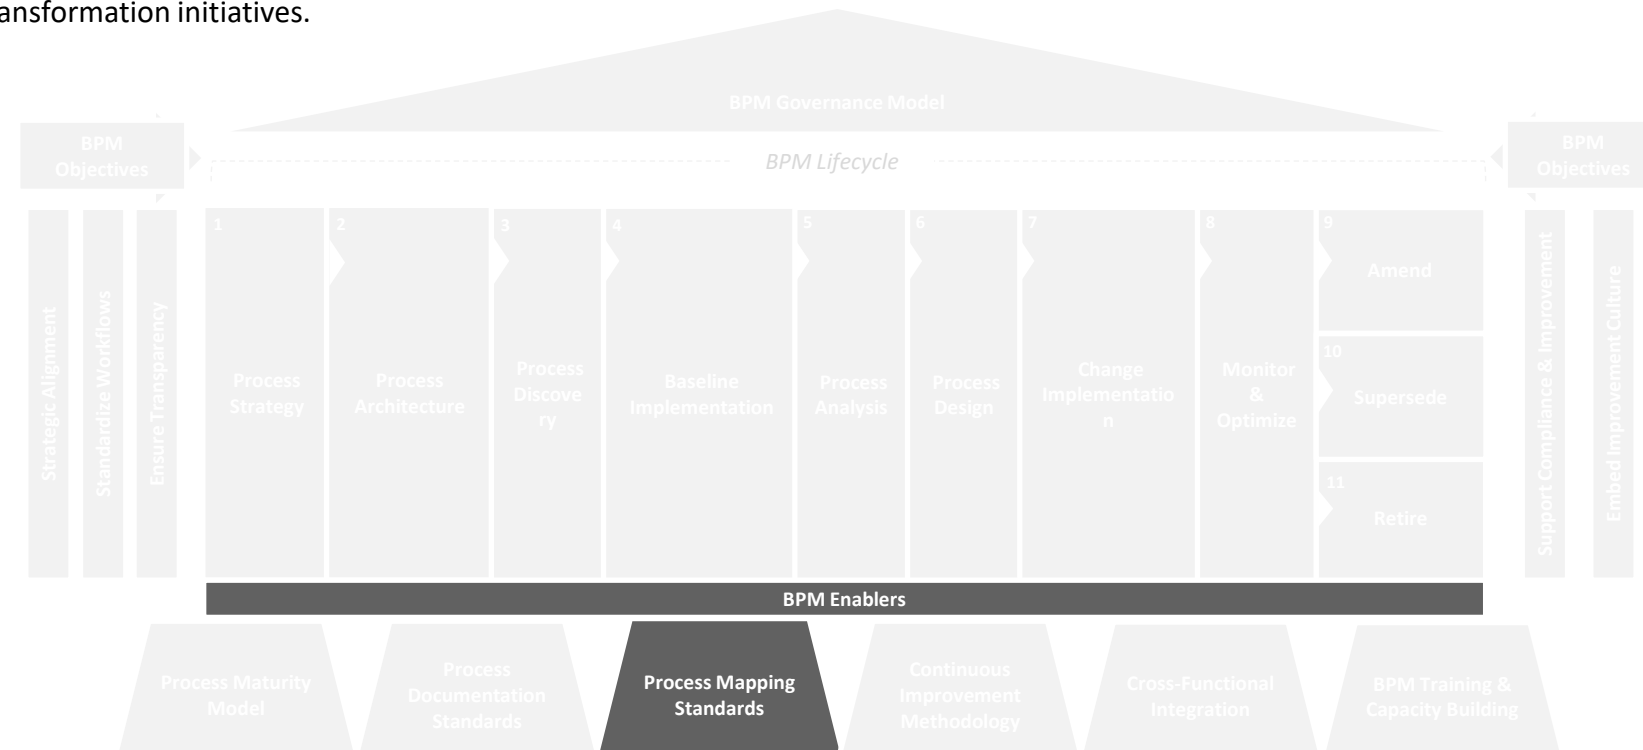 ansformation initiatives.
BPM Governance Model
BPM
Objectives
BPM Lifecycle
BPM
Objectives
Strategic Alignment
Standardize Workflows
Ensure Transparency
1
Process
Strategy
2
Process
Architecture
3
Process
Discove
ry
4
Baseline
Implementation
5
Process
Analysis
6
Process
Design
7
Change
Implementatio
n
8
Monitor
&
Optimize
9
Amend
10
Supersede
11
Retire
Support Compliance & Improvement
Embed Improvement Culture
BPM Enablers
Process Maturity
Model
Process
Documentation
Standards
Process Mapping
Standards
Continuous
Improvement
Methodology
Cross-Functional
Integration
BPM Training &
Capacity Building